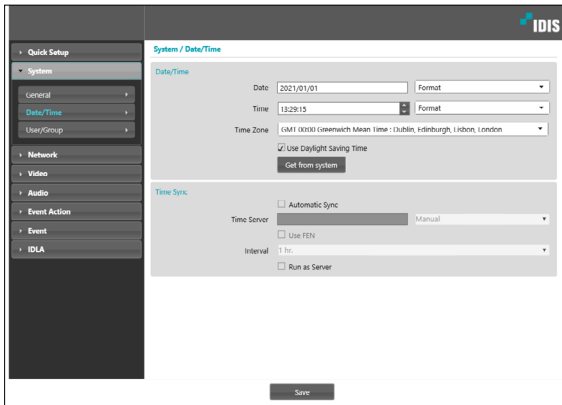 IDIS
Quick Setup
System
General
Date/Time
User/Group
Network
Video
Audio
Event Action
Event
IDLA
System / Date/Time
Date/Time
Date 2021/01/01 Format
Time 13:29:15 Format
Time Zone GMT 00:00 Greenwich Mean Time : Dublin, Edinburgh, Lisbon, London
Use Daylight Saving Time
Get from system
Time Sync
Automatic Sync
Time Server Manual
Use FEN
Interval 1 hr.
Run as Server
Save